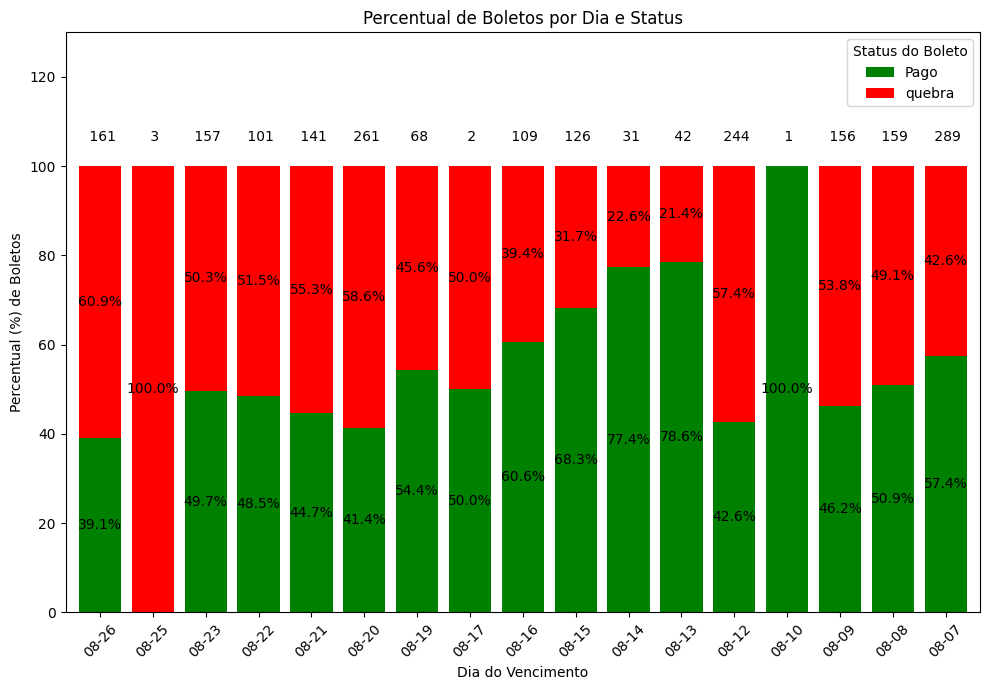 Percentual de Boletos por Dia e Status
Status do Boleto
Pago
quebra
120
161 3 157 101 141 261 68 2 109 126 31 42 244 1 156 159 289
100
80
60
40
20
0
Percentual (%) de Boletos
60.9% 100.0% 50.3% 51.5% 55.3% 58.6% 45.6% 50.0% 39.4% 31.7% 22.6% 21.4% 57.4% 53.8% 49.1% 42.6%
39.1% 49.7% 48.5% 44.7% 41.4% 54.4% 50.0% 60.6% 68.3% 77.4% 78.6% 42.6% 100.0% 46.2% 50.9% 57.4%
08-26 08-25 08-23 08-22 08-21 08-20 08-19 08-17 08-16 08-15 08-14 08-13 08-12 08-10 08-09 08-08 08-07
Dia do Vencimento